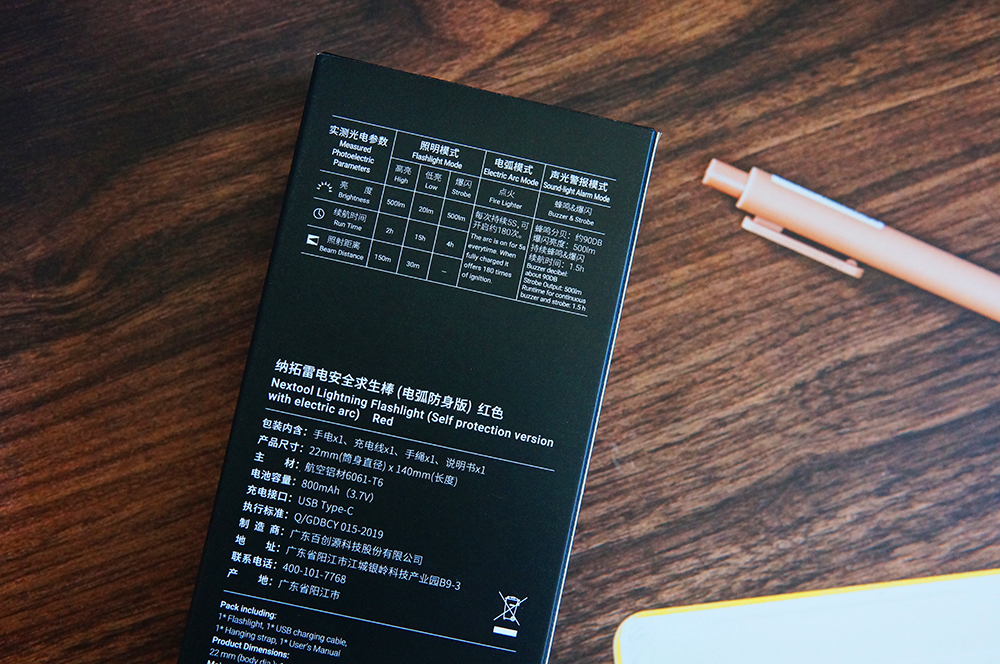 实测光电参数
Measured
Photoelectric
Parameters
照明模式
Flashlight Mode
电弧模式
Electric Arc Mode
声光警报模式
Sound-light Alarm Mode
高亮
High
低亮
Low
爆闪
Strobe
点火
Fire Lighter
蜂鸣&爆闪
Buzzer & Strobe
亮 度
Brightness
500lm
20lm
500lm
续航时间
Run Time
2h
15h
4h
照射距离
Beam Distance
150m
30m
–
每次持续5S,可
开启约180次。
The arc is on for 5s
everytime. When
fully charged it
offers 180 times
of ignition.
蜂鸣分贝:约90DB
爆闪亮度:500lm
持续蜂鸣&爆闪
续航时间:1.5h
Buzzer decibel:
about 90DB
Strobe Output: 500lm
Runtime for continuous
buzzer and strobe: 1.5 h
纳拓雷电安全求生棒 (电弧防身版) 红色
Nextool Lightning Flashlight (Self protection version
with electric arc) Red
包装内含:手电x1、充电线x1、手绳x1、说明书x1
产品尺寸:22mm(筒身直径) x 140mm(长度)
主 材:航空铝材6061-T6
电池容量:800mAh (3.7V)
充电接口:USB Type-C
执行标准:Q/GDBCY 015-2019
制 造 商:广东百创源科技股份有限公司
地 址:广东省阳江市江城银岭科技产业园B9-3
联系电话:400-101-7768
产 地:广东省阳江市
Pack including:
1* Flashlight, 1* USB charging cable,
1* Hanging strap, 1* User's Manual
Product Dimensions:
22 mm (body dia.)